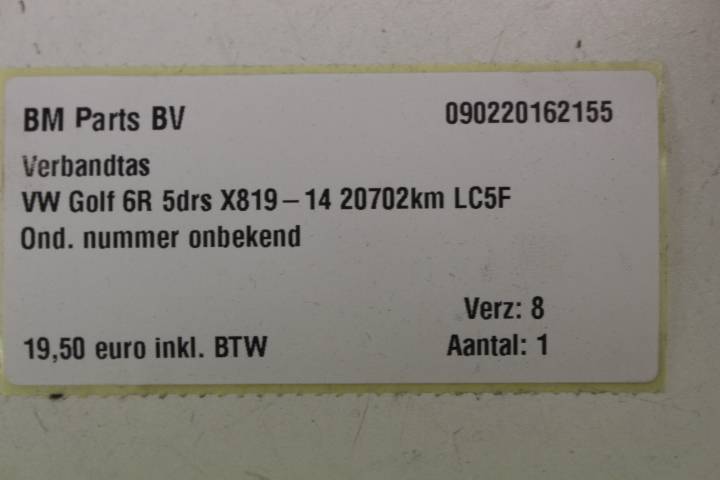 BM Parts BV 090220162155
Verbandtas
VW Golf 6R 5drs X819-14 20702km LC5F
Ond. nummer onbekend
Verz: 8
19,50 euro inkl. BTW Aantal: 1